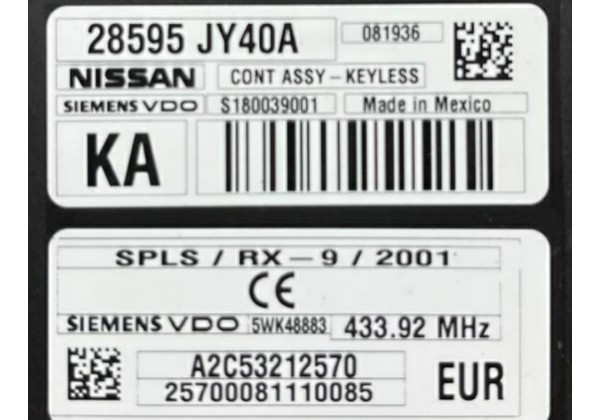 28595 JY40A 081936
NISSAN CONT ASSY-KEYLESS
SIEMENS VDO S180039001 Made in Mexico
KA
SPLS / RX-9 / 2001
CE
SIEMENS VDO 5WK48883 433.92 MHz
A2C53212570
25700081110085 EUR